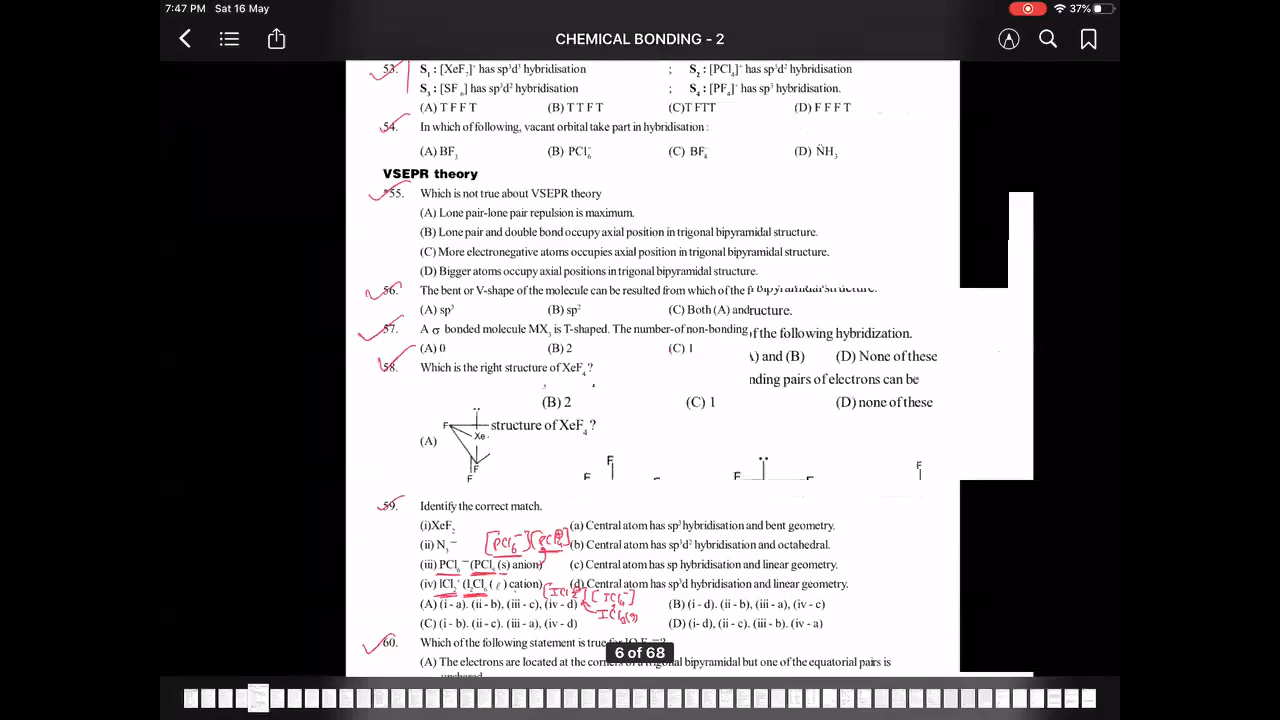 7:47 PM Sat 16 May
37%
CHEMICAL BONDING - 2
53. S1 : [XeF7]+ has sp3d3 hybridisation ; S2 : [PCl4]+ has sp3d2 hybridisation
S3 : [SF6] has sp3d2 hybridisation ; S4 : [PF4]+ has sp3 hybridisation.
(A) T F F T (B) T T F T (C)T FTT (D) F F F T
54. In which of following, vacant orbital take part in hybridisation :
(A) BF3 (B) PCl6- (C) BF4- (D) N̈H3
VSEPR theory
55. Which is not true about VSEPR theory
(A) Lone pair-lone pair repulsion is maximum.
(B) Lone pair and double bond occupy axial position in trigonal bipyramidal structure.
(C) More electronegative atoms occupies axial position in trigonal bipyramidal structure.
(D) Bigger atoms occupy axial positions in trigonal bipyramidal structure.
56. The bent or V-shape of the molecule can be resulted from which of the
(A) sp3 (B) sp2 (C) Both (A) and
ructure.
57. A σ bonded molecule MX3 is T-shaped. The number of non-bonding
of the following hybridization.
(A) 0 (B) 2 (C) 1
A) and (B) (D) None of these
58. Which is the right structure of XeF4 ?
nding pairs of electrons can be
(B) 2 (C) 1 (D) none of these
structure of XeF4 ?
(A) F Xe F F
F F F F F
59. Identify the correct match.
(i)XeF2 (a) Central atom has sp3 hybridisation and bent geometry.
(ii) N3- (b) Central atom has sp3d2 hybridisation and octahedral.
(iii) PCl6- (PCl5 (s) anion) (c) Central atom has sp hybridisation and linear geometry.
(iv) ICl2+ (I2Cl6 (ℓ) cation) (d) Central atom has sp3d hybridisation and linear geometry.
(A) (i - a). (ii - b), (iii - c), (iv - d) (B) (i - d). (ii - b), (iii - a), (iv - c)
(C) (i - b). (ii - c). (iii - a), (iv - d) (D) (i- d), (ii - c). (iii - b). (iv - a)
60. Which of the following statement is true for
6 of 68
(A) The electrons are located at the corners of a trigonal bipyramidal but one of the equatorial pairs is